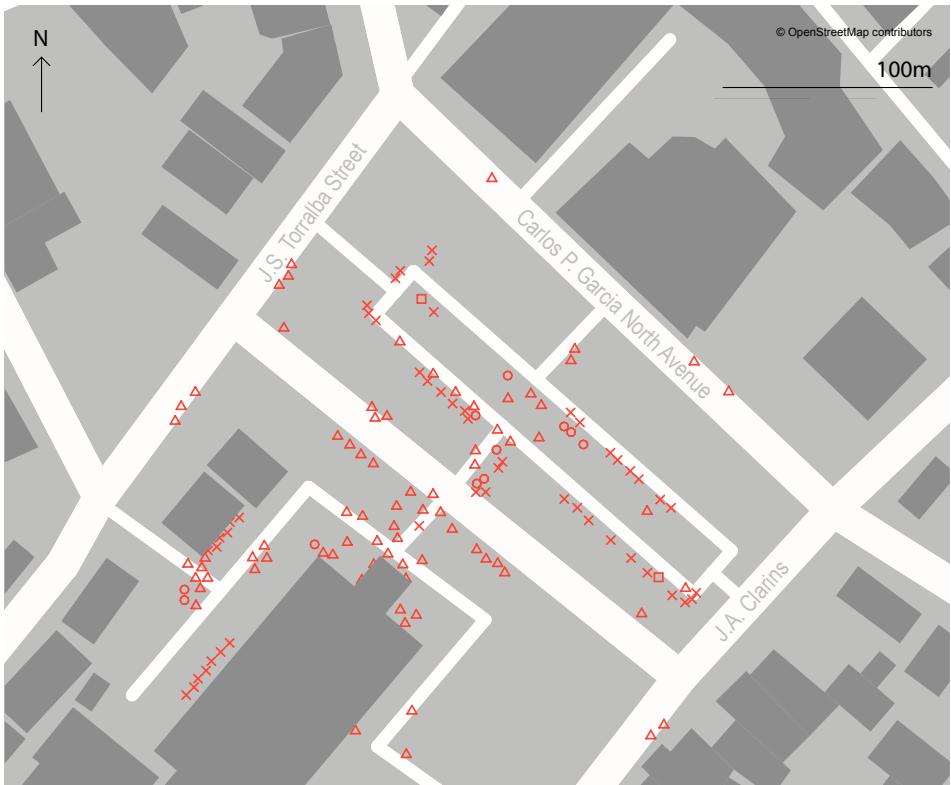 N
© OpenStreetMap contributors
100m
J.S. Torralba Street
Carlos P. Garcia North Avenue
J.A. Clarins